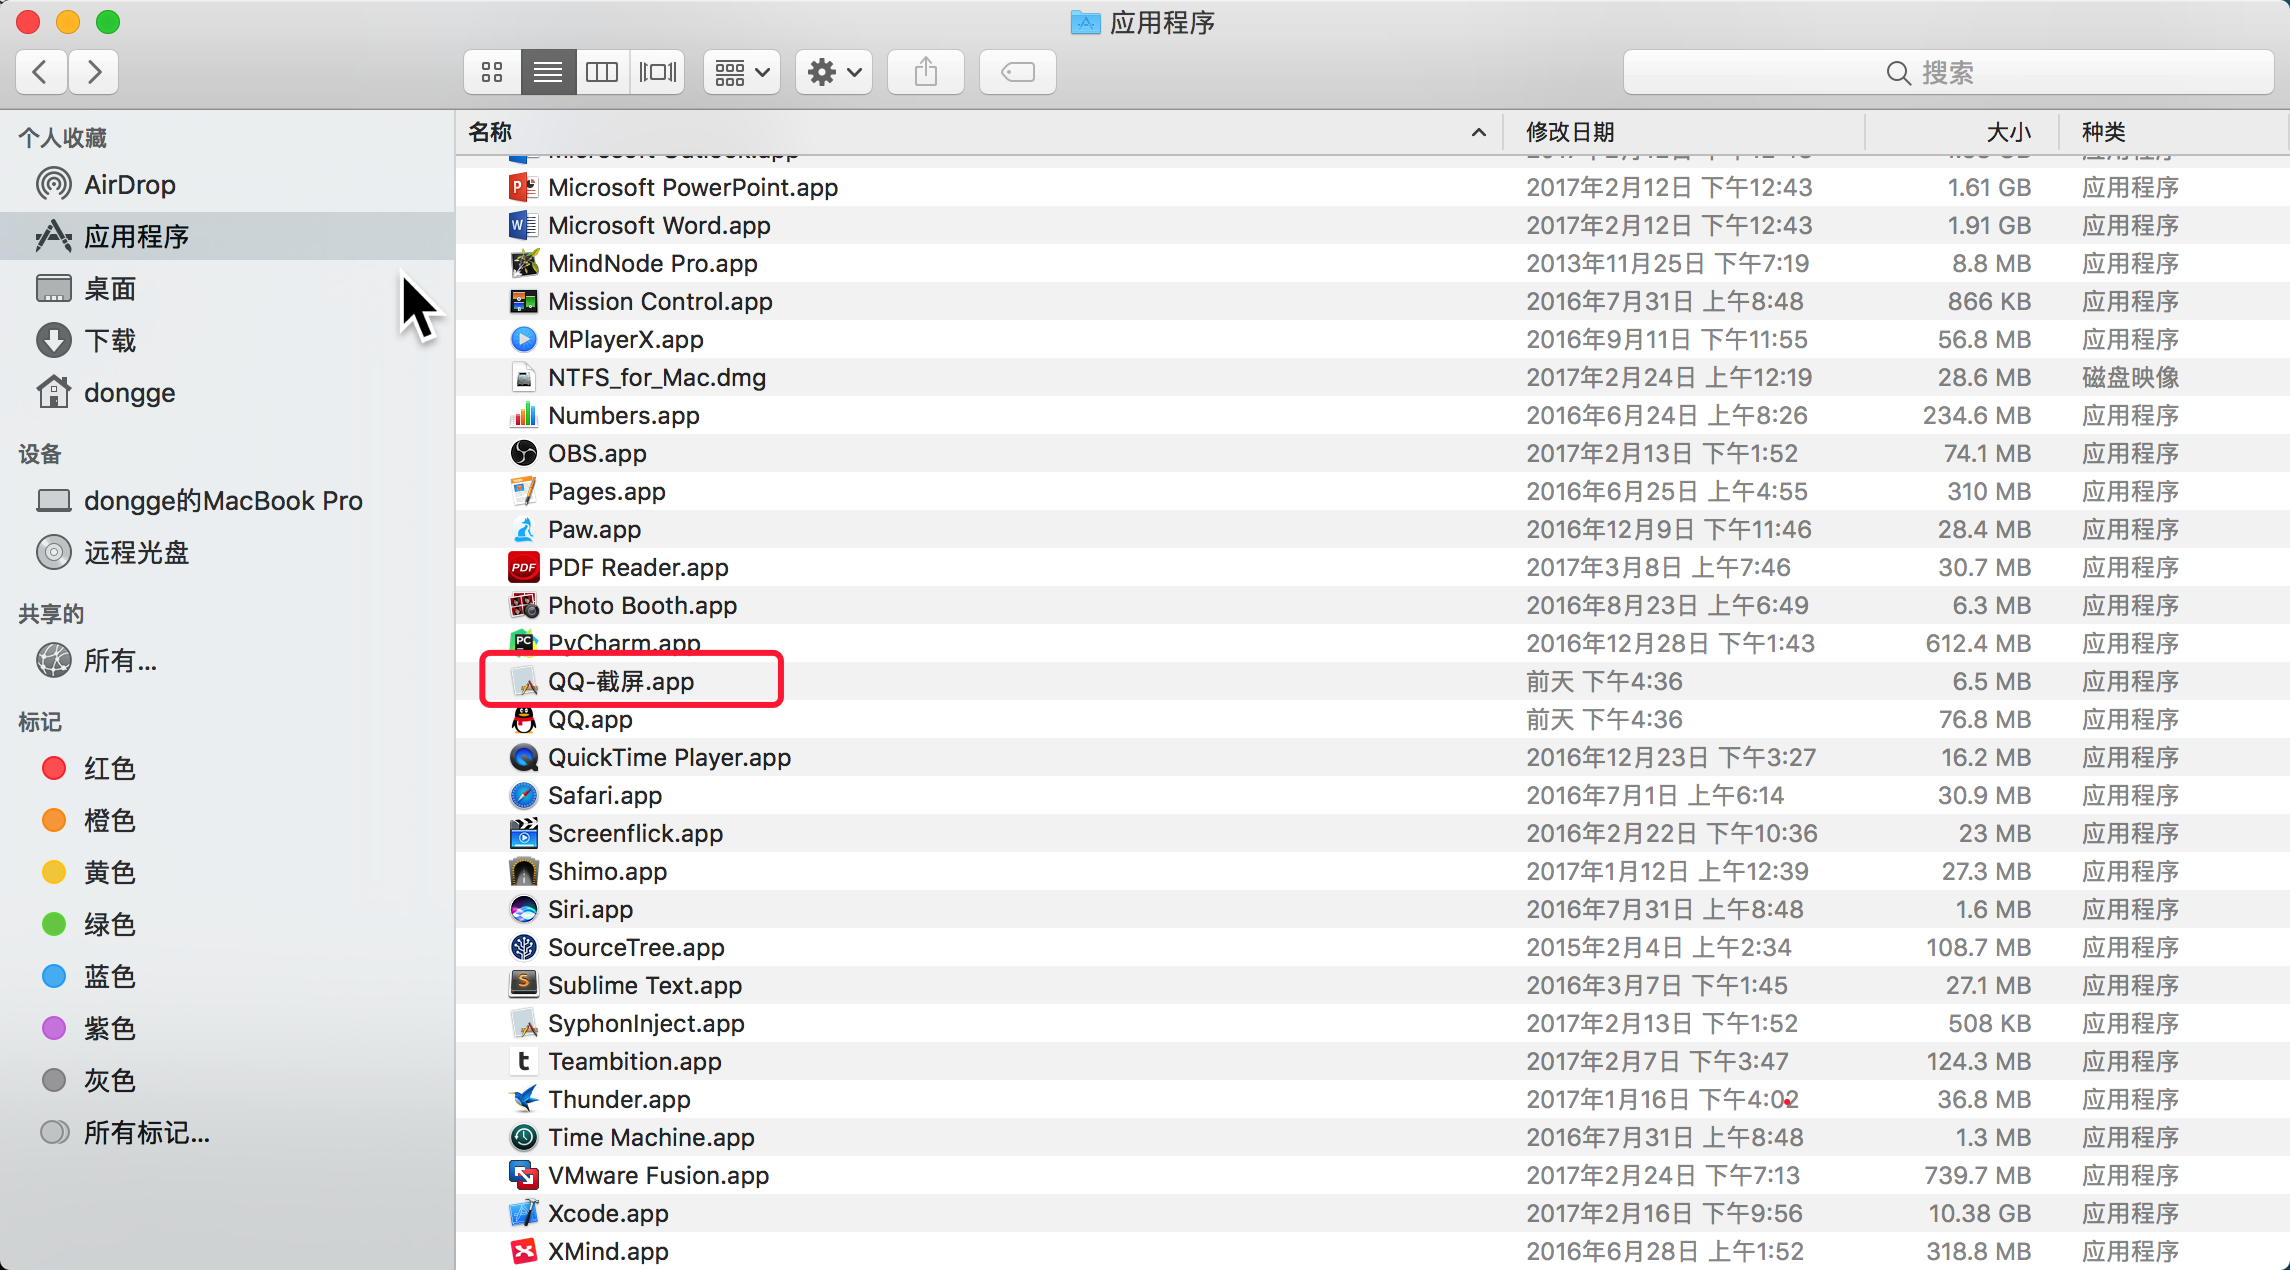 应用程序
搜索
个人收藏
AirDrop
应用程序
桌面
下载
dongge
设备
dongge的MacBook Pro
远程光盘
共享的
所有...
标记
红色
橙色
黄色
绿色
蓝色
紫色
灰色
所有标记...
名称 修改日期 大小 种类
Microsoft PowerPoint.app 2017年2月12日 下午12:43 1.61 GB 应用程序
Microsoft Word.app 2017年2月12日 下午12:43 1.91 GB 应用程序
MindNode Pro.app 2013年11月25日 下午7:19 8.8 MB 应用程序
Mission Control.app 2016年7月31日 上午8:48 866 KB 应用程序
MPlayerX.app 2016年9月11日 下午11:55 56.8 MB 应用程序
NTFS_for_Mac.dmg 2017年2月24日 上午12:19 28.6 MB 磁盘映像
Numbers.app 2016年6月24日 上午8:26 234.6 MB 应用程序
OBS.app 2017年2月13日 下午1:52 74.1 MB 应用程序
Pages.app 2016年6月25日 上午4:55 310 MB 应用程序
Paw.app 2016年12月9日 下午11:46 28.4 MB 应用程序
PDF Reader.app 2017年3月8日 上午7:46 30.7 MB 应用程序
Photo Booth.app 2016年8月23日 上午6:49 6.3 MB 应用程序
PyCharm.app 2016年12月28日 下午1:43 612.4 MB 应用程序
QQ-截屏.app 前天 下午4:36 6.5 MB 应用程序
QQ.app 前天 下午4:36 76.8 MB 应用程序
QuickTime Player.app 2016年12月23日 下午3:27 16.2 MB 应用程序
Safari.app 2016年7月1日 上午6:14 30.9 MB 应用程序
Screenflick.app 2016年2月22日 下午10:36 23 MB 应用程序
Shimo.app 2017年1月12日 上午12:39 27.3 MB 应用程序
Siri.app 2016年7月31日 上午8:48 1.6 MB 应用程序
SourceTree.app 2015年2月4日 上午2:34 108.7 MB 应用程序
Sublime Text.app 2016年3月7日 下午1:45 27.1 MB 应用程序
SyphonInject.app 2017年2月13日 下午1:52 508 KB 应用程序
Teambition.app 2017年2月7日 下午3:47 124.3 MB 应用程序
Thunder.app 2017年1月16日 下午4:02 36.8 MB 应用程序
Time Machine.app 2016年7月31日 上午8:48 1.3 MB 应用程序
VMware Fusion.app 2017年2月24日 下午7:13 739.7 MB 应用程序
Xcode.app 2017年2月16日 下午9:56 10.38 GB 应用程序
XMind.app 2016年6月28日 上午1:52 318.8 MB 应用程序